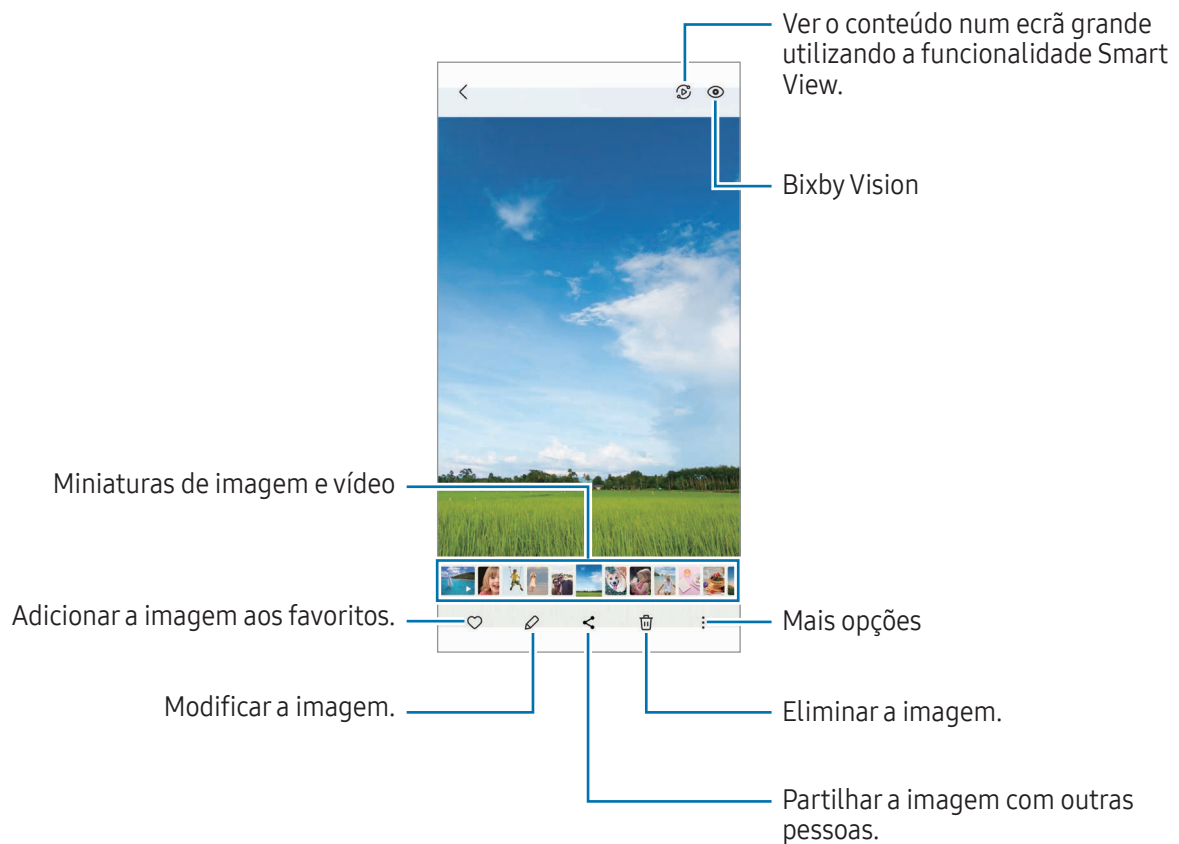 Ver o conteúdo num ecrã grande
utilizando a funcionalidade Smart
View.
Bixby Vision
Miniaturas de imagem e vídeo
Adicionar a imagem aos favoritos.
Mais opções
Modificar a imagem.
Eliminar a imagem.
Partilhar a imagem com outras
pessoas.